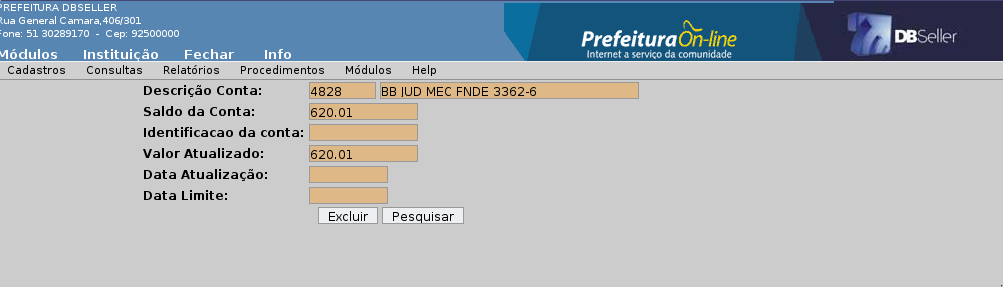 PREFEITURA DBSELLER
Rua General Camara,406/301
Fone: 51 30289170 - Cep: 92500000
Módulos Instituição Fechar Info
Prefeitura On-line
Internet a serviço da comunidade
DBSeller
Cadastros Consultas Relatórios Procedimentos Módulos Help
Descrição Conta: 4828 BB JUD MEC FNDE 3362-6
Saldo da Conta: 620.01
Identificacao da conta:
Valor Atualizado: 620.01
Data Atualização:
Data Limite:
Excluir Pesquisar